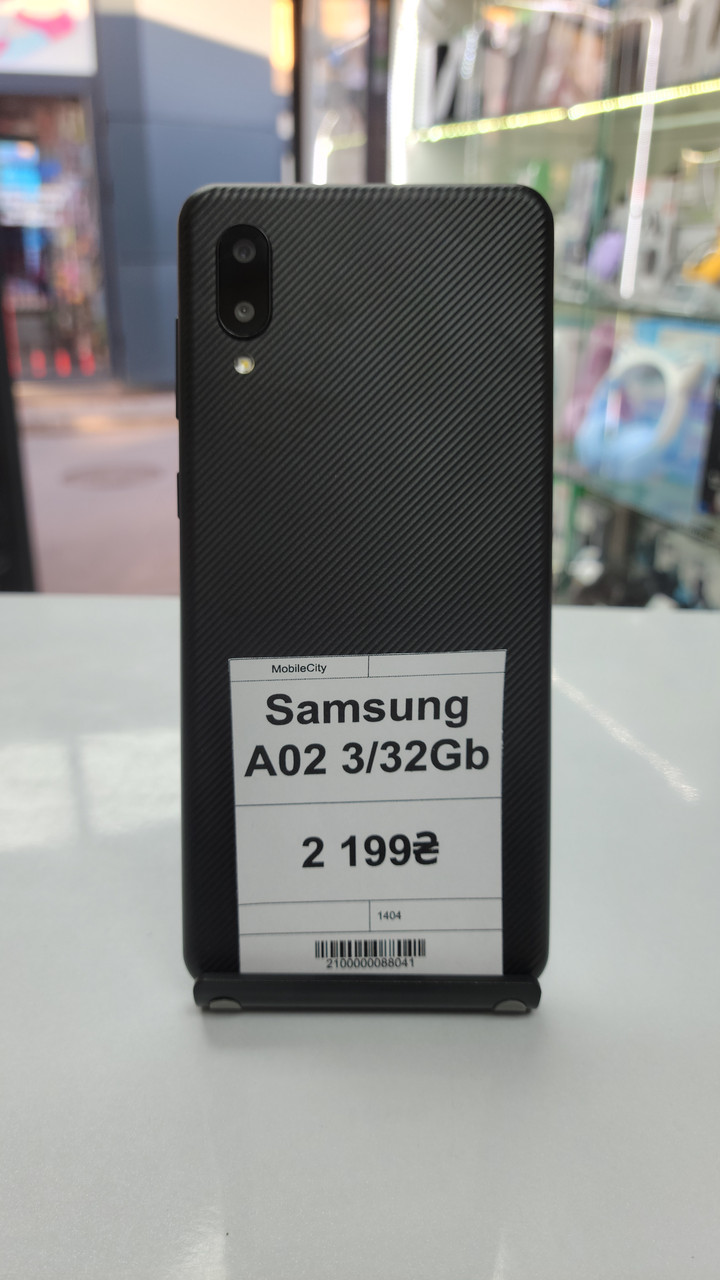 MobileCity
Samsung
A02 3/32Gb
2 199₴
1404
2100000088041